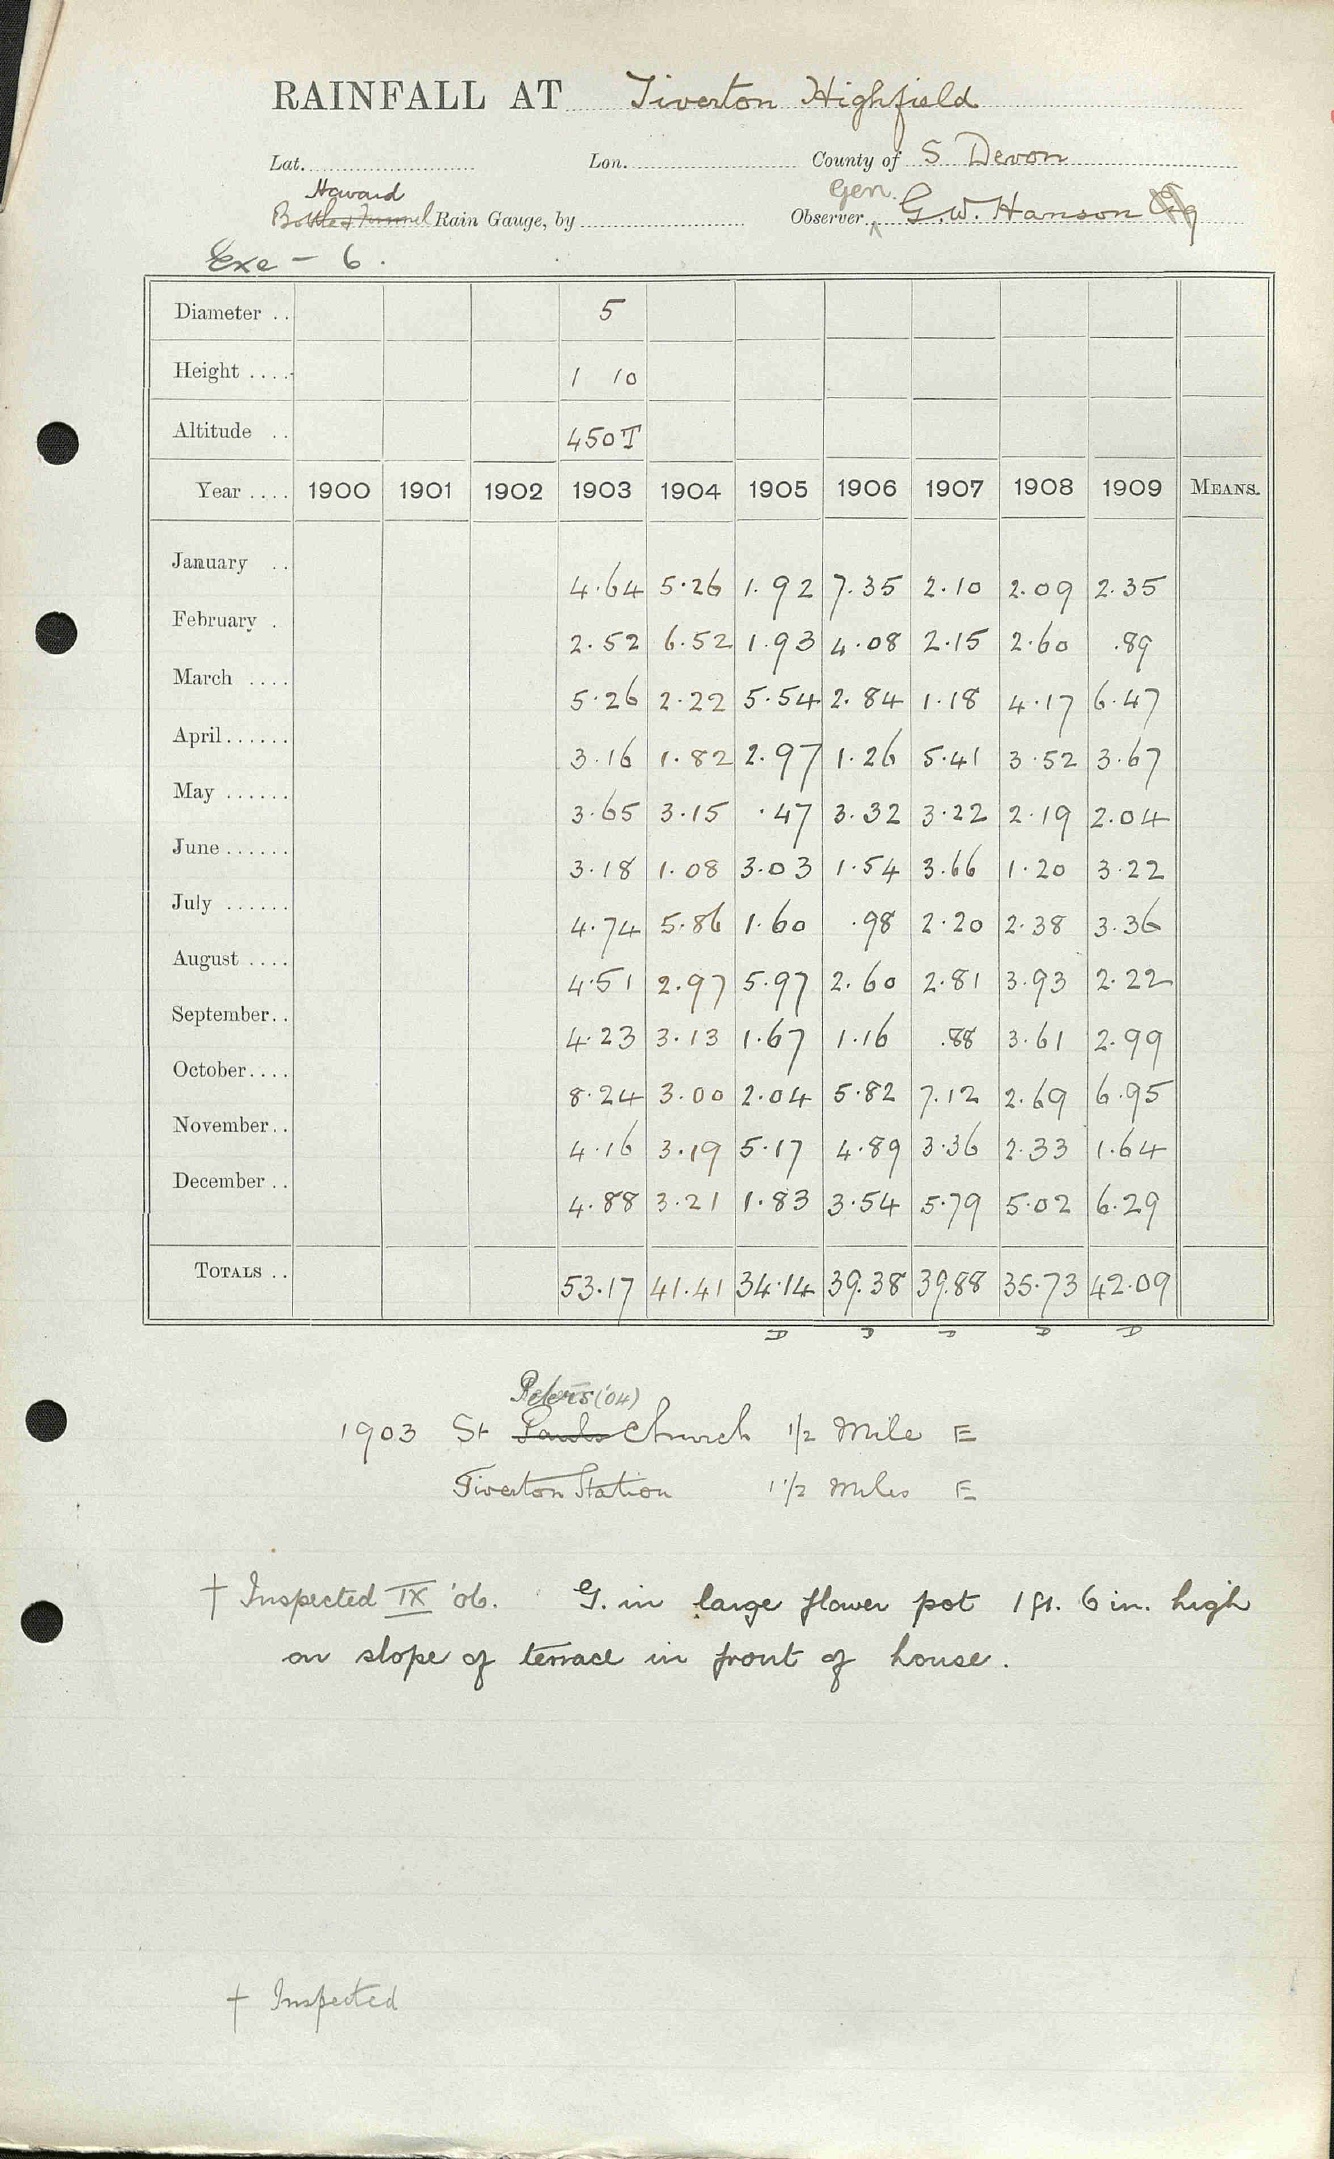 RAINFALL AT Tiverton Highfield
Lat. Lon. County of S Devon
Howard Gen.
Bottle & Funnel Rain Gauge, by Observer G.W. Hanson Esq
Exe - 6.
Diameter .. 5
Height .... 1 10
Altitude .. 450T
Year .... 1900 1901 1902 1903 1904 1905 1906 1907 1908 1909 MEANS.
January .. 4.64 5.26 1.92 7.35 2.10 2.09 2.35
February . 2.52 6.52 1.93 4.08 2.15 2.60 .89
March .... 5.26 2.22 5.54 2.84 1.18 4.17 6.47
April...... 3.16 1.82 2.97 1.26 5.41 3.52 3.67
May ...... 3.65 3.15 .47 3.32 3.22 2.19 2.04
June ...... 3.18 1.08 3.03 1.54 3.66 1.20 3.22
July ...... 4.74 5.86 1.60 .98 2.20 2.38 3.36
August .... 4.51 2.97 5.97 2.60 2.81 3.93 2.22
September.. 4.23 3.13 1.67 1.16 .88 3.61 2.99
October.... 8.24 3.00 2.04 5.82 7.12 2.69 6.95
November.. 4.16 3.19 5.17 4.89 3.36 2.33 1.64
December .. 4.88 3.21 1.83 3.54 5.79 5.02 6.29
TOTALS .. 53.17 41.41 34.14 39.38 39.88 35.73 42.09
D D D D D
Peters ('04)
1903 St Pauls Church 1/2 Mile E
Tiverton Station 1 1/2 Miles E
† Inspected IX '06. G. in large flower pot 1 ft. 6 in. high
on slope of terrace in front of house.
† Inspected